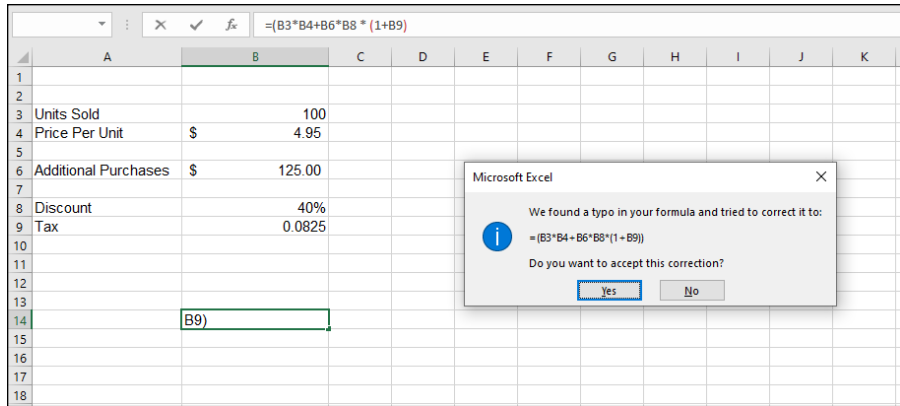 fx =(B3*B4+B6*B8 * (1+B9)
A B C D E F G H I J K
1
2
3 Units Sold 100
4 Price Per Unit $ 4.95
5
6 Additional Purchases $ 125.00
7
8 Discount 40%
9 Tax 0.0825
10
11
12
13
14 B9)
15
16
17
18
Microsoft Excel
We found a typo in your formula and tried to correct it to:
=(B3*B4+B6*B8*(1+B9))
Do you want to accept this correction?
Yes No